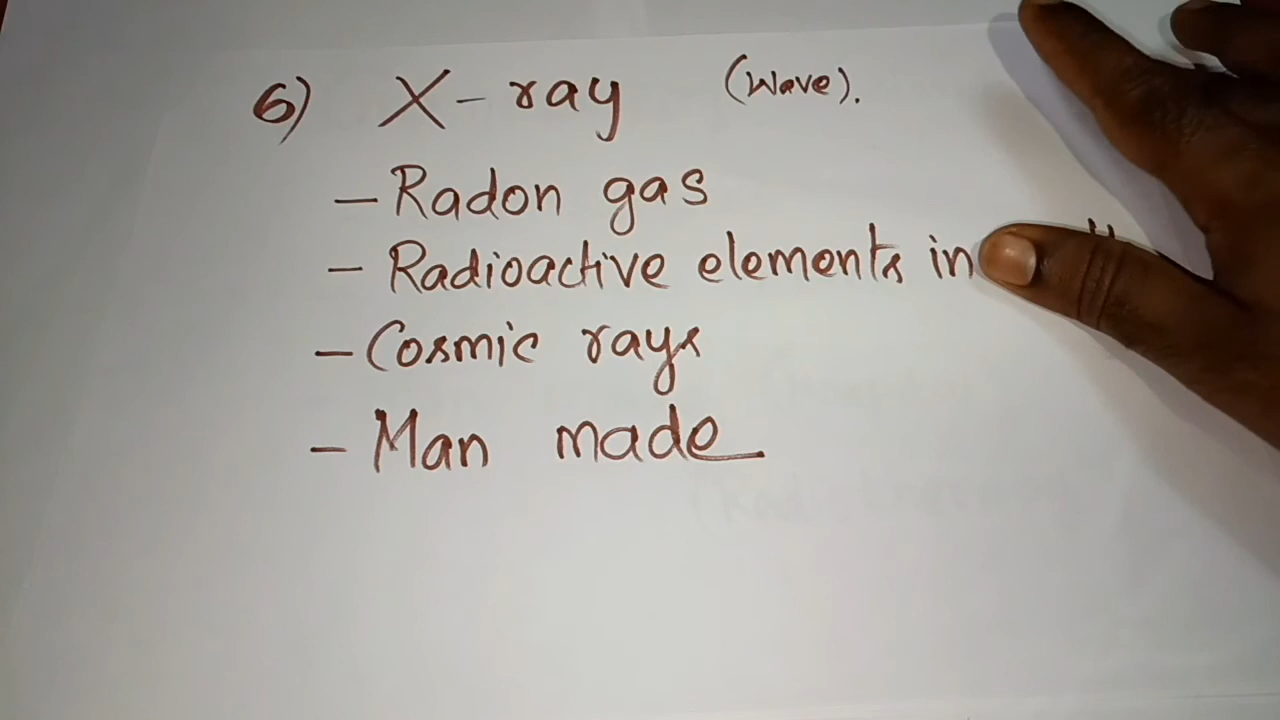 6) X-ray (Wave).
- Radon gas
- Radioactive elements in
- Cosmic rays
- Man made